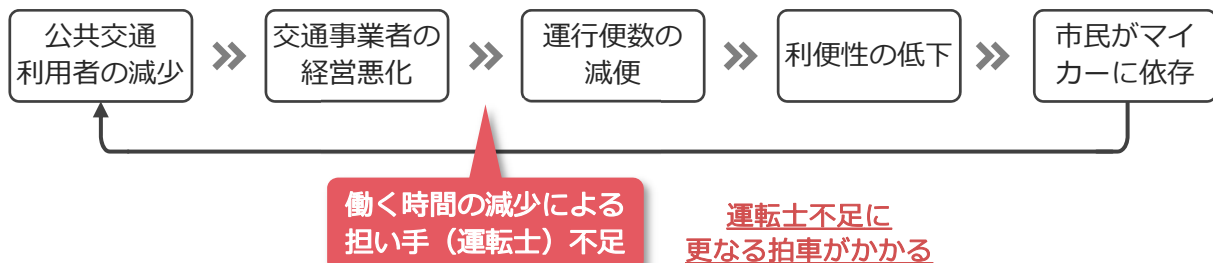 公共交通
利用者の減少
交通事業者の
経営悪化
運行便数の
減便
利便性の低下
市民がマイ
カーに依存
働く時間の減少による
担い手（運転士）不足
運転士不足に
更なる拍車がかかる